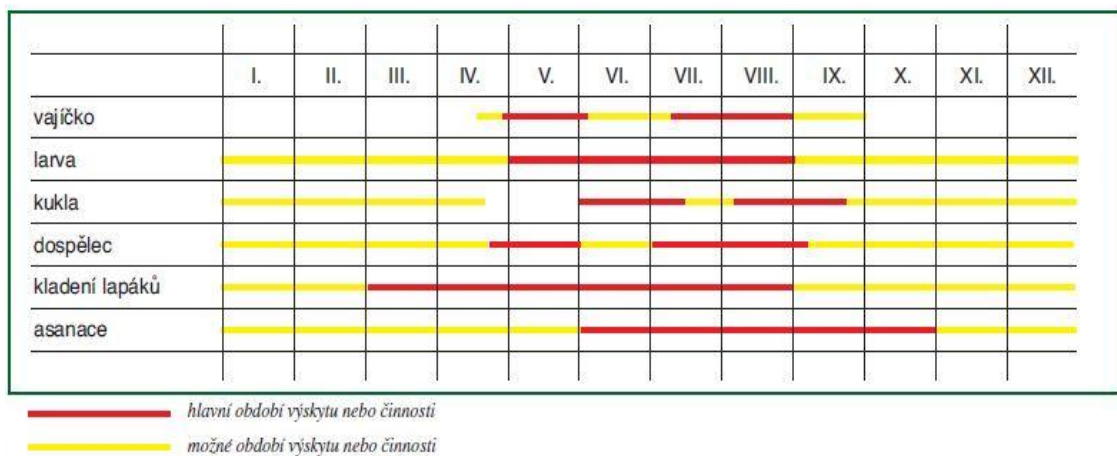 I. II. III. IV. V. VI. VII. VIII. IX. X. XI. XII.
vajíčko
larva
kukla
dospělec
kladení lapáků
asanace
hlavní období výskytu nebo činnosti
možné období výskytu nebo činnosti